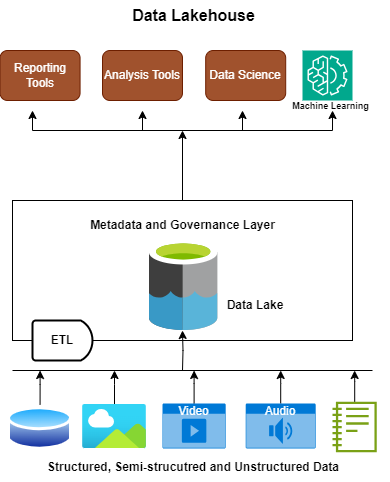 Data Lakehouse
Reporting
Tools
Analysis Tools
Data Science
Machine Learning
Metadata and Governance Layer
Data Lake
ETL
Video
Audio
Structured, Semi-strucutred and Unstructured Data